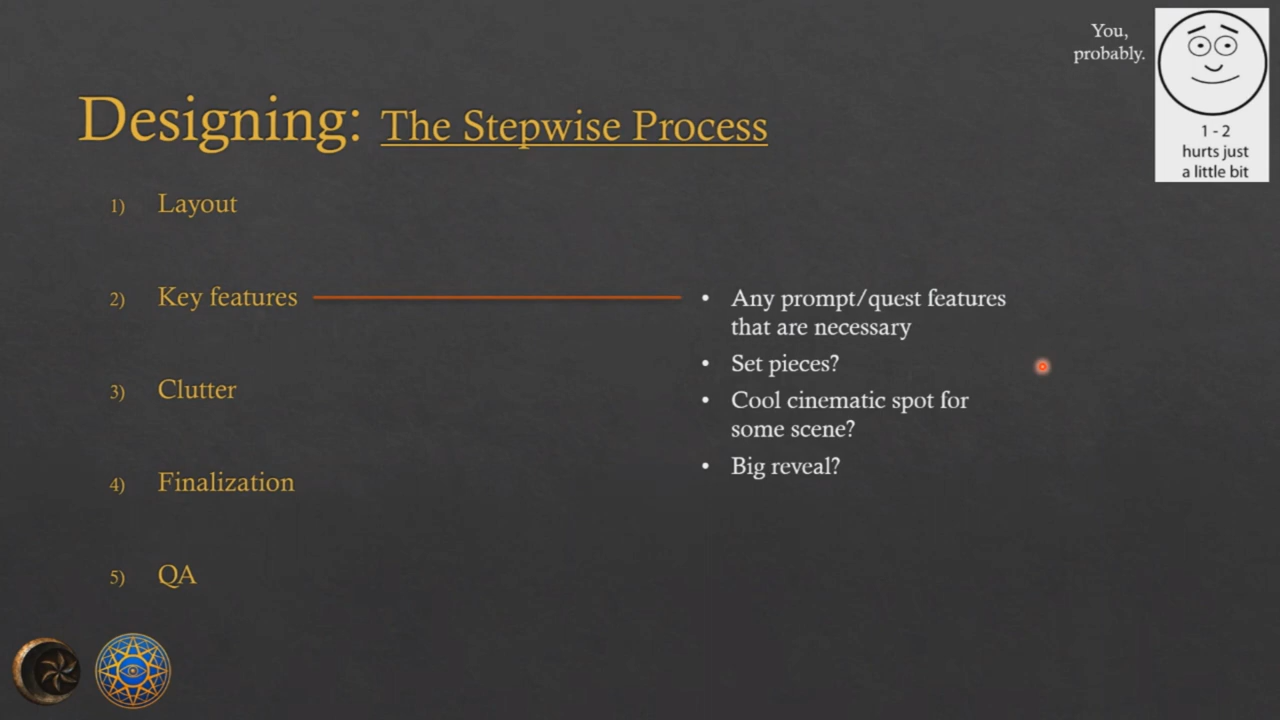 You,
probably.
1 - 2
hurts just
a little bit
Designing: The Stepwise Process
1) Layout
2) Key features
• Any prompt/quest features
that are necessary
• Set pieces?
• Cool cinematic spot for
some scene?
• Big reveal?
3) Clutter
4) Finalization
5) QA